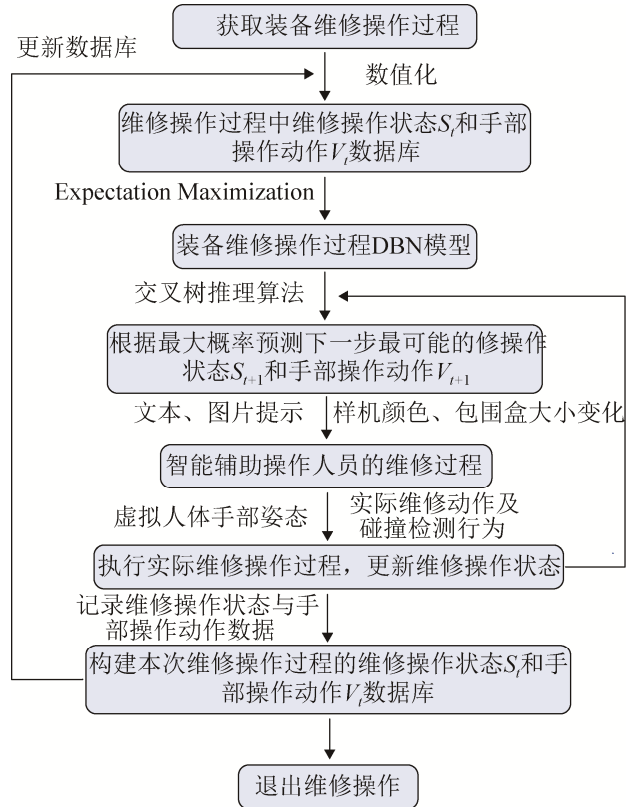 获取装备维修操作过程
更新数据库
数值化
维修操作过程中维修操作状态S_t和手部
操作动作V_t数据库
Expectation Maximization
装备维修操作过程DBN模型
交叉树推理算法
根据最大概率预测下一步最可能的修操作
状态S_{t+1}和手部操作动作V_{t+1}
文本、图片提示
样机颜色、包围盒大小变化
智能辅助操作人员的维修过程
虚拟人体手部姿态
实际维修动作及
碰撞检测行为
执行实际维修操作过程，更新维修操作状态
记录维修操作状态与手
部操作动作数据
构建本次维修操作过程的维修操作状态S_t和手
部操作动作V_t数据库
退出维修操作